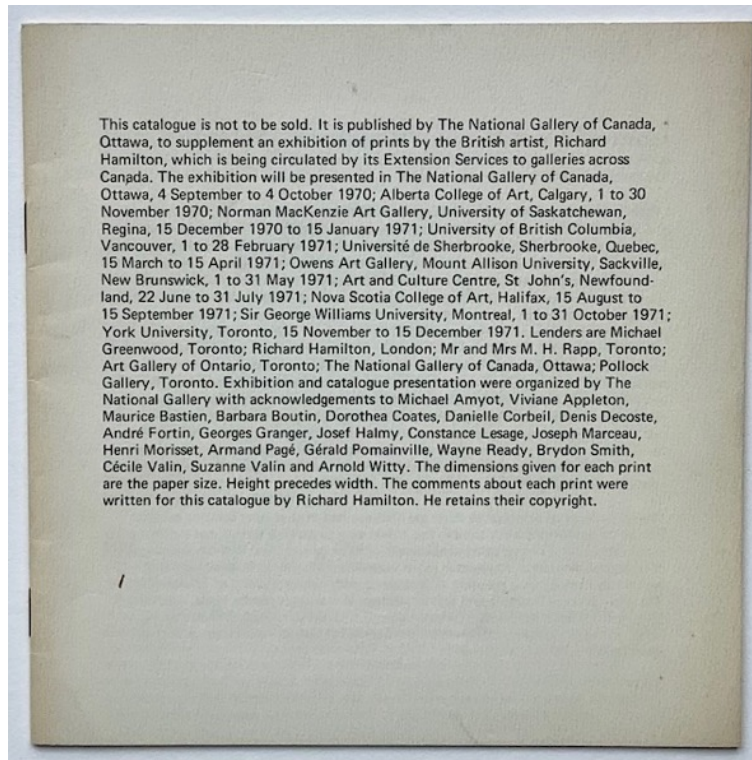 This catalogue is not to be sold. It is published by The National Gallery of Canada,
Ottawa, to supplement an exhibition of prints by the British artist, Richard
Hamilton, which is being circulated by its Extension Services to galleries across
Canada. The exhibition will be presented in The National Gallery of Canada,
Ottawa, 4 September to 4 October 1970; Alberta College of Art, Calgary, 1 to 30
November 1970; Norman MacKenzie Art Gallery, University of Saskatchewan,
Regina, 15 December 1970 to 15 January 1971; University of British Columbia,
Vancouver, 1 to 28 February 1971; Université de Sherbrooke, Sherbrooke, Quebec,
15 March to 15 April 1971; Owens Art Gallery, Mount Allison University, Sackville,
New Brunswick, 1 to 31 May 1971; Art and Culture Centre, St John's, Newfound-
land, 22 June to 31 July 1971; Nova Scotia College of Art, Halifax, 15 August to
15 September 1971; Sir George Williams University, Montreal, 1 to 31 October 1971;
York University, Toronto, 15 November to 15 December 1971. Lenders are Michael
Greenwood, Toronto; Richard Hamilton, London; Mr and Mrs M. H. Rapp, Toronto;
Art Gallery of Ontario, Toronto; The National Gallery of Canada, Ottawa; Pollock
Gallery, Toronto. Exhibition and catalogue presentation were organized by The
National Gallery with acknowledgements to Michael Amyot, Viviane Appleton,
Maurice Bastien, Barbara Boutin, Dorothea Coates, Danielle Corbeil, Denis Decoste,
André Fortin, Georges Granger, Josef Halmy, Constance Lesage, Joseph Marceau,
Henri Morisset, Armand Pagé, Gérald Pomainville, Wayne Ready, Brydon Smith,
Cécile Valin, Suzanne Valin and Arnold Witty. The dimensions given for each print
are the paper size. Height precedes width. The comments about each print were
written for this catalogue by Richard Hamilton. He retains their copyright.